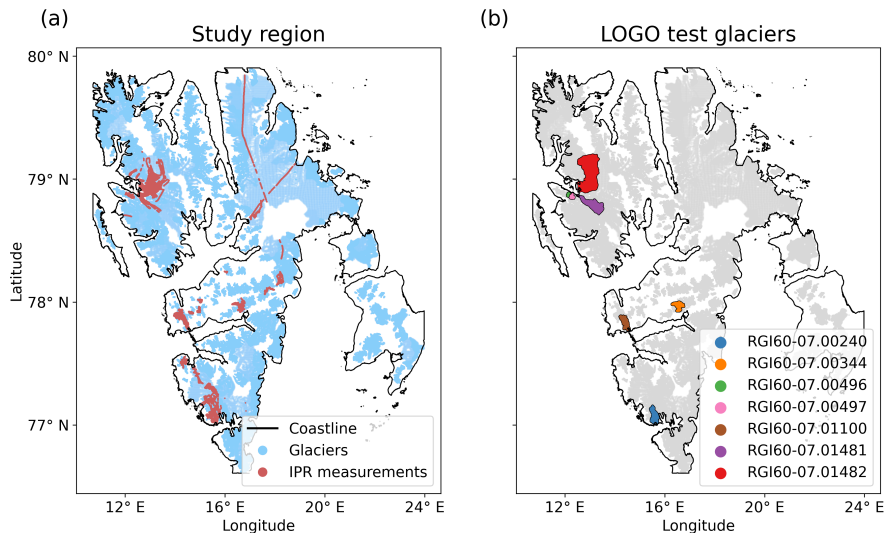 (a)
Study region
80° N
79° N
78° N
77° N
Latitude
12° E
16° E
20° E
24° E
Longitude
Coastline
Glaciers
IPR measurements
(b)
LOGO test glaciers
12° E
16° E
20° E
24° E
Longitude
RGI60-07.00240
RGI60-07.00344
RGI60-07.00496
RGI60-07.00497
RGI60-07.01100
RGI60-07.01481
RGI60-07.01482